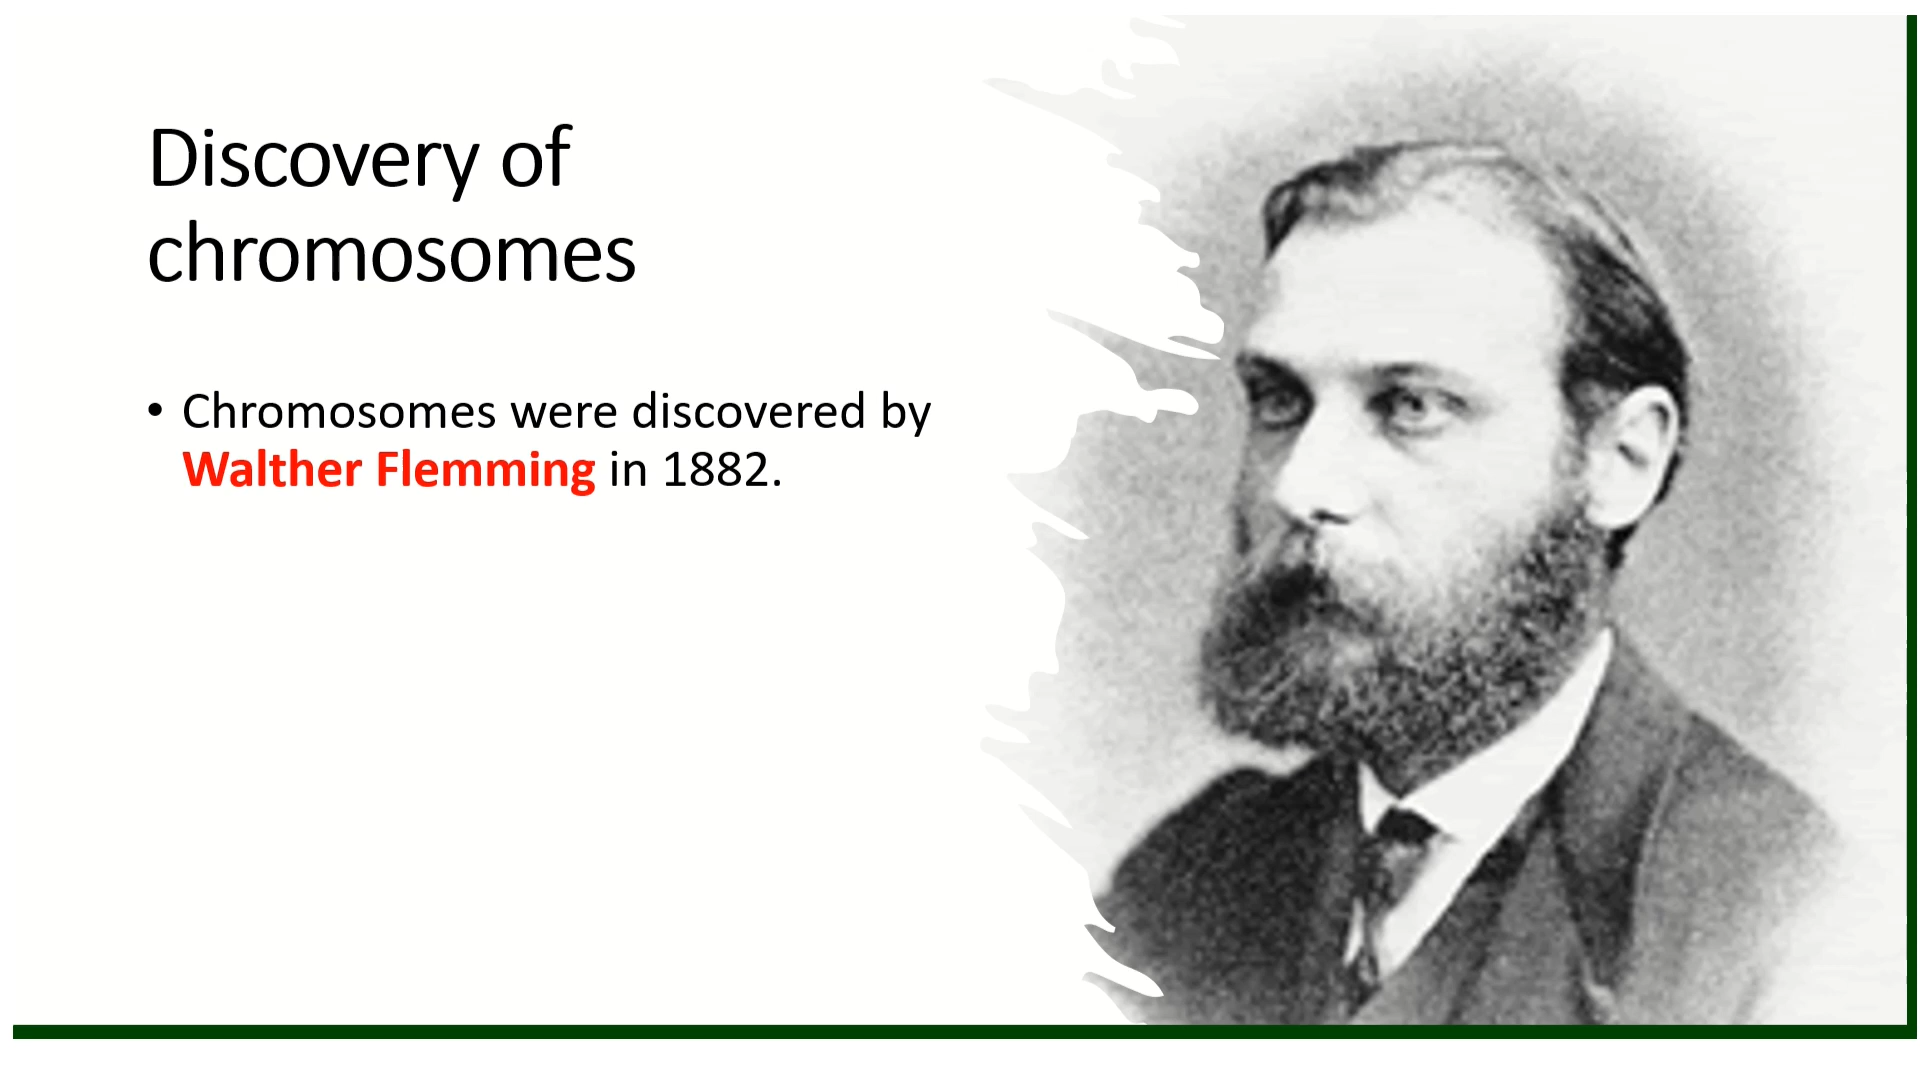 Discovery of
chromosomes
• Chromosomes were discovered by
Walther Flemming in 1882.